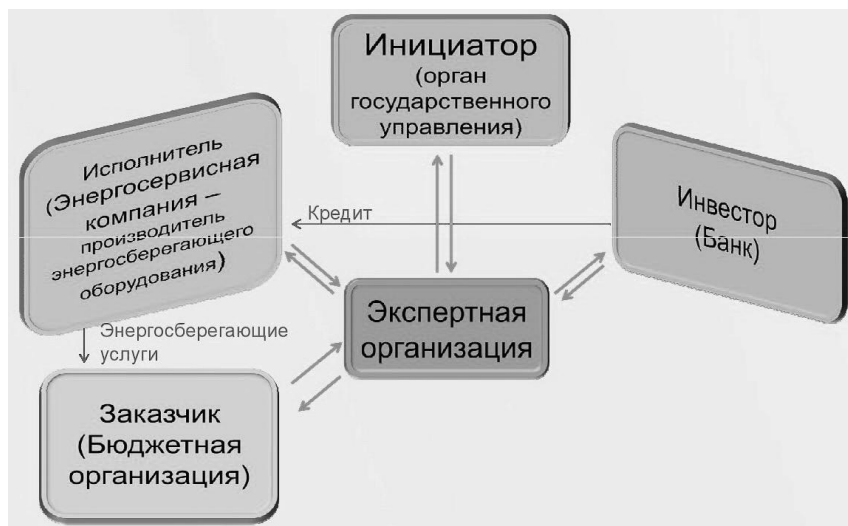 Инициатор
(орган
государственного
управления)
Исполнитель
(Энергосервисная
компания –
производитель
энергосберегающего
оборудования)
Кредит
Инвестор
(Банк)
Экспертная
организация
Энергосберегающие
услуги
Заказчик
(Бюджетная
организация)